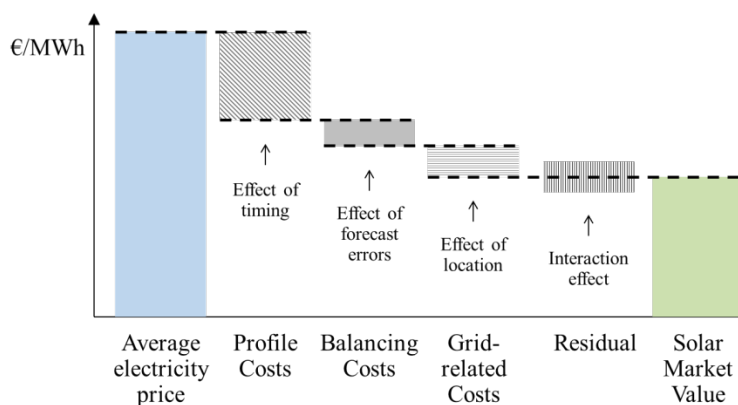 €/MWh
Effect of
timing
Effect of
forecast
errors
Effect of
location
Interaction
effect
Average
electricity
price
Profile
Costs
Balancing
Costs
Grid-
related
Costs
Residual
Solar
Market
Value